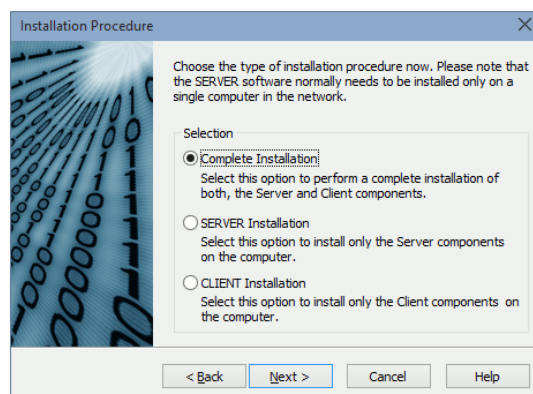 Installation Procedure
Choose the type of installation procedure now. Please note that
the SERVER software normally needs to be installed only on a
single computer in the network.
Selection
Complete Installation
Select this option to perform a complete installation of
both, the Server and Client components.
SERVER Installation
Select this option to install only the Server components
on the computer.
CLIENT Installation
Select this option to install only the Client components on
the computer.
< Back
Next >
Cancel
Help